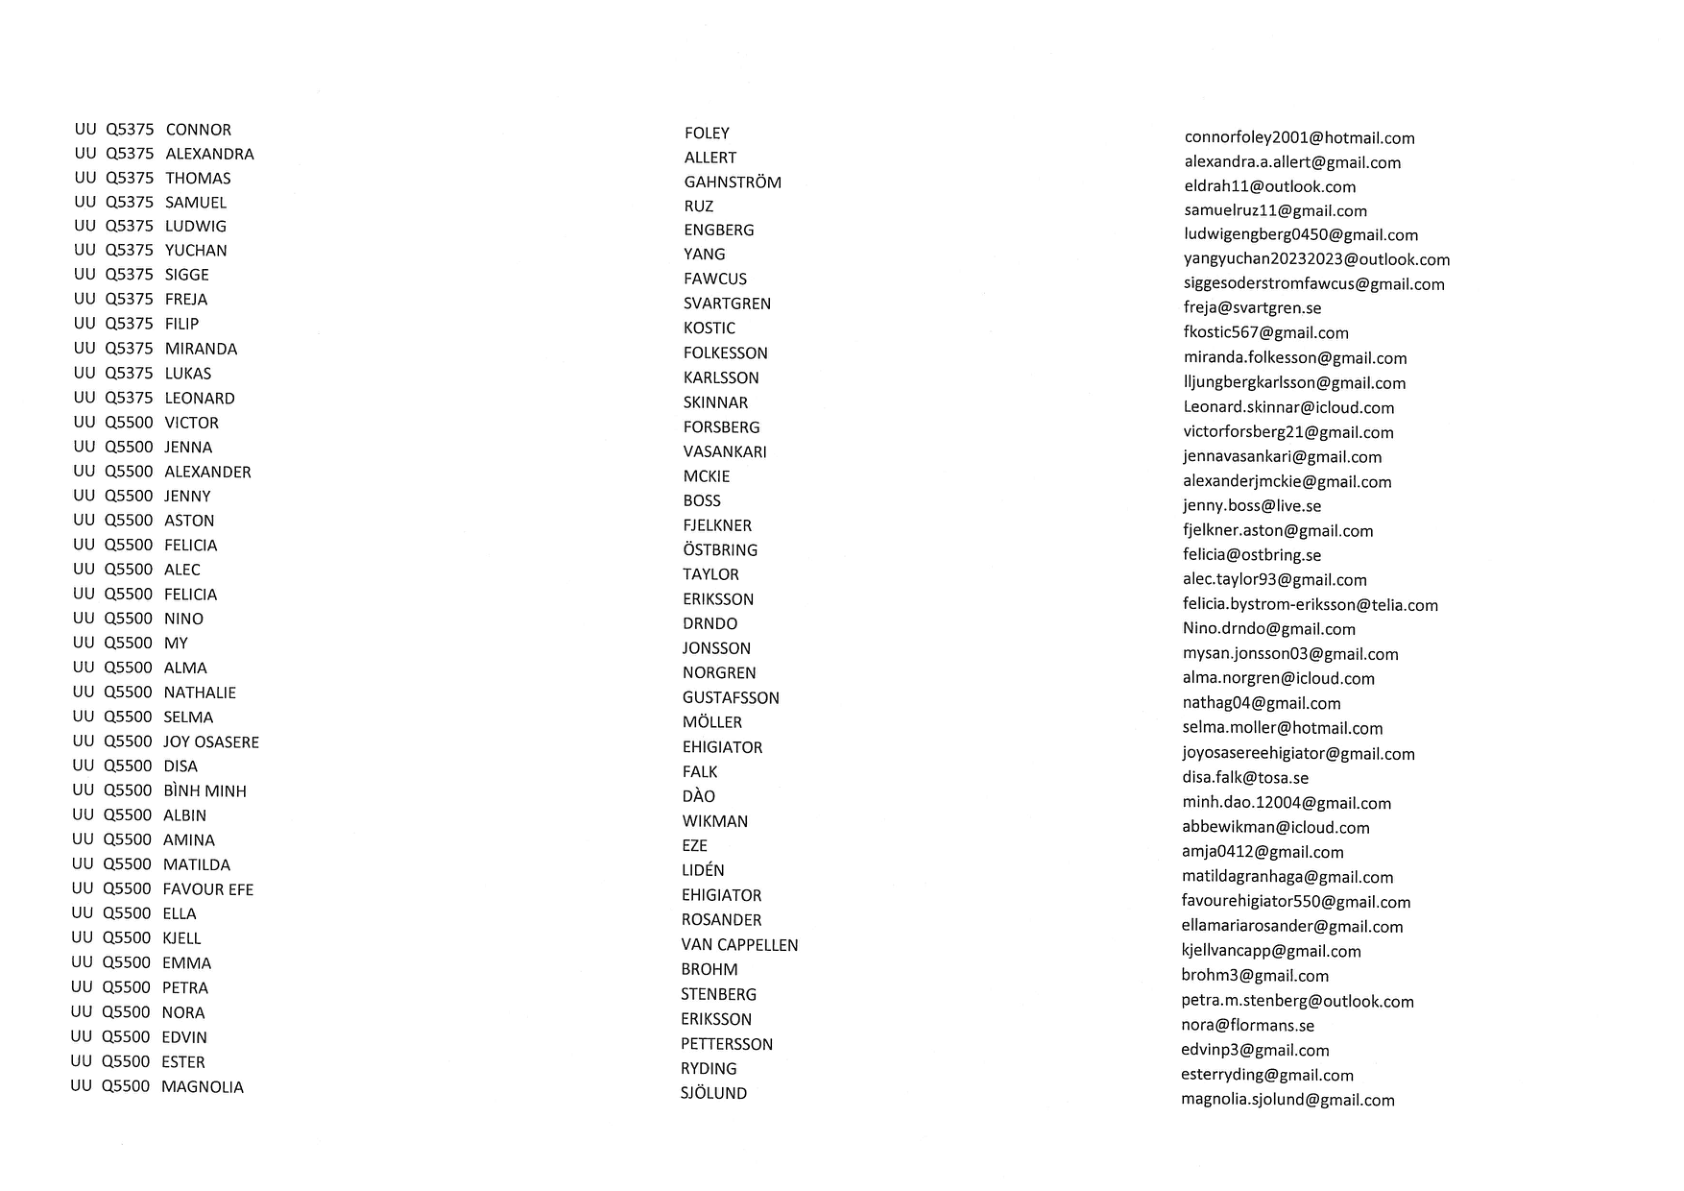 UU Q5375 CONNOR FOLEY connorfoley2001@hotmail.com
UU Q5375 ALEXANDRA ALLERT alexandra.a.allert@gmail.com
UU Q5375 THOMAS GAHNSTRÖM eldrah11@outlook.com
UU Q5375 SAMUEL RUZ samuelruz11@gmail.com
UU Q5375 LUDWIG ENGBERG ludwigengberg0450@gmail.com
UU Q5375 YUCHAN YANG yangyuchan20232023@outlook.com
UU Q5375 SIGGE FAWCUS siggesoderstromfawcus@gmail.com
UU Q5375 FREJA SVARTGREN freja@svartgren.se
UU Q5375 FILIP KOSTIC fkostic567@gmail.com
UU Q5375 MIRANDA FOLKESSON miranda.folkesson@gmail.com
UU Q5375 LUKAS KARLSSON lljungbergkarlsson@gmail.com
UU Q5375 LEONARD SKINNAR Leonard.skinnar@icloud.com
UU Q5500 VICTOR FORSBERG victorforsberg21@gmail.com
UU Q5500 JENNA VASANKARI jennavasankari@gmail.com
UU Q5500 ALEXANDER MCKIE alexanderjmckie@gmail.com
UU Q5500 JENNY BOSS jenny.boss@live.se
UU Q5500 ASTON FJELKNER fjelkner.aston@gmail.com
UU Q5500 FELICIA ÖSTBRING felicia@ostbring.se
UU Q5500 ALEC TAYLOR alec.taylor93@gmail.com
UU Q5500 FELICIA ERIKSSON felicia.bystrom-eriksson@telia.com
UU Q5500 NINO DRNDO Nino.drndo@gmail.com
UU Q5500 MY JONSSON mysan.jonsson03@gmail.com
UU Q5500 ALMA NORGREN alma.norgren@icloud.com
UU Q5500 NATHALIE GUSTAFSSON nathag04@gmail.com
UU Q5500 SELMA MÖLLER selma.moller@hotmail.com
UU Q5500 JOY OSASERE EHIGIATOR joyosasereehigiator@gmail.com
UU Q5500 DISA FALK disa.falk@tosa.se
UU Q5500 BÌNH MINH DÀO minh.dao.12004@gmail.com
UU Q5500 ALBIN WIKMAN abbewikman@icloud.com
UU Q5500 AMINA EZE amja0412@gmail.com
UU Q5500 MATILDA LIDÉN matildagranhaga@gmail.com
UU Q5500 FAVOUR EFE EHIGIATOR favourehigiator550@gmail.com
UU Q5500 ELLA ROSANDER ellamariarosander@gmail.com
UU Q5500 KJELL VAN CAPPELLEN kjellvancapp@gmail.com
UU Q5500 EMMA BROHM brohm3@gmail.com
UU Q5500 PETRA STENBERG petra.m.stenberg@outlook.com
UU Q5500 NORA ERIKSSON nora@flormans.se
UU Q5500 EDVIN PETTERSSON edvinp3@gmail.com
UU Q5500 ESTER RYDING esterryding@gmail.com
UU Q5500 MAGNOLIA SJÖLUND magnolia.sjolund@gmail.com